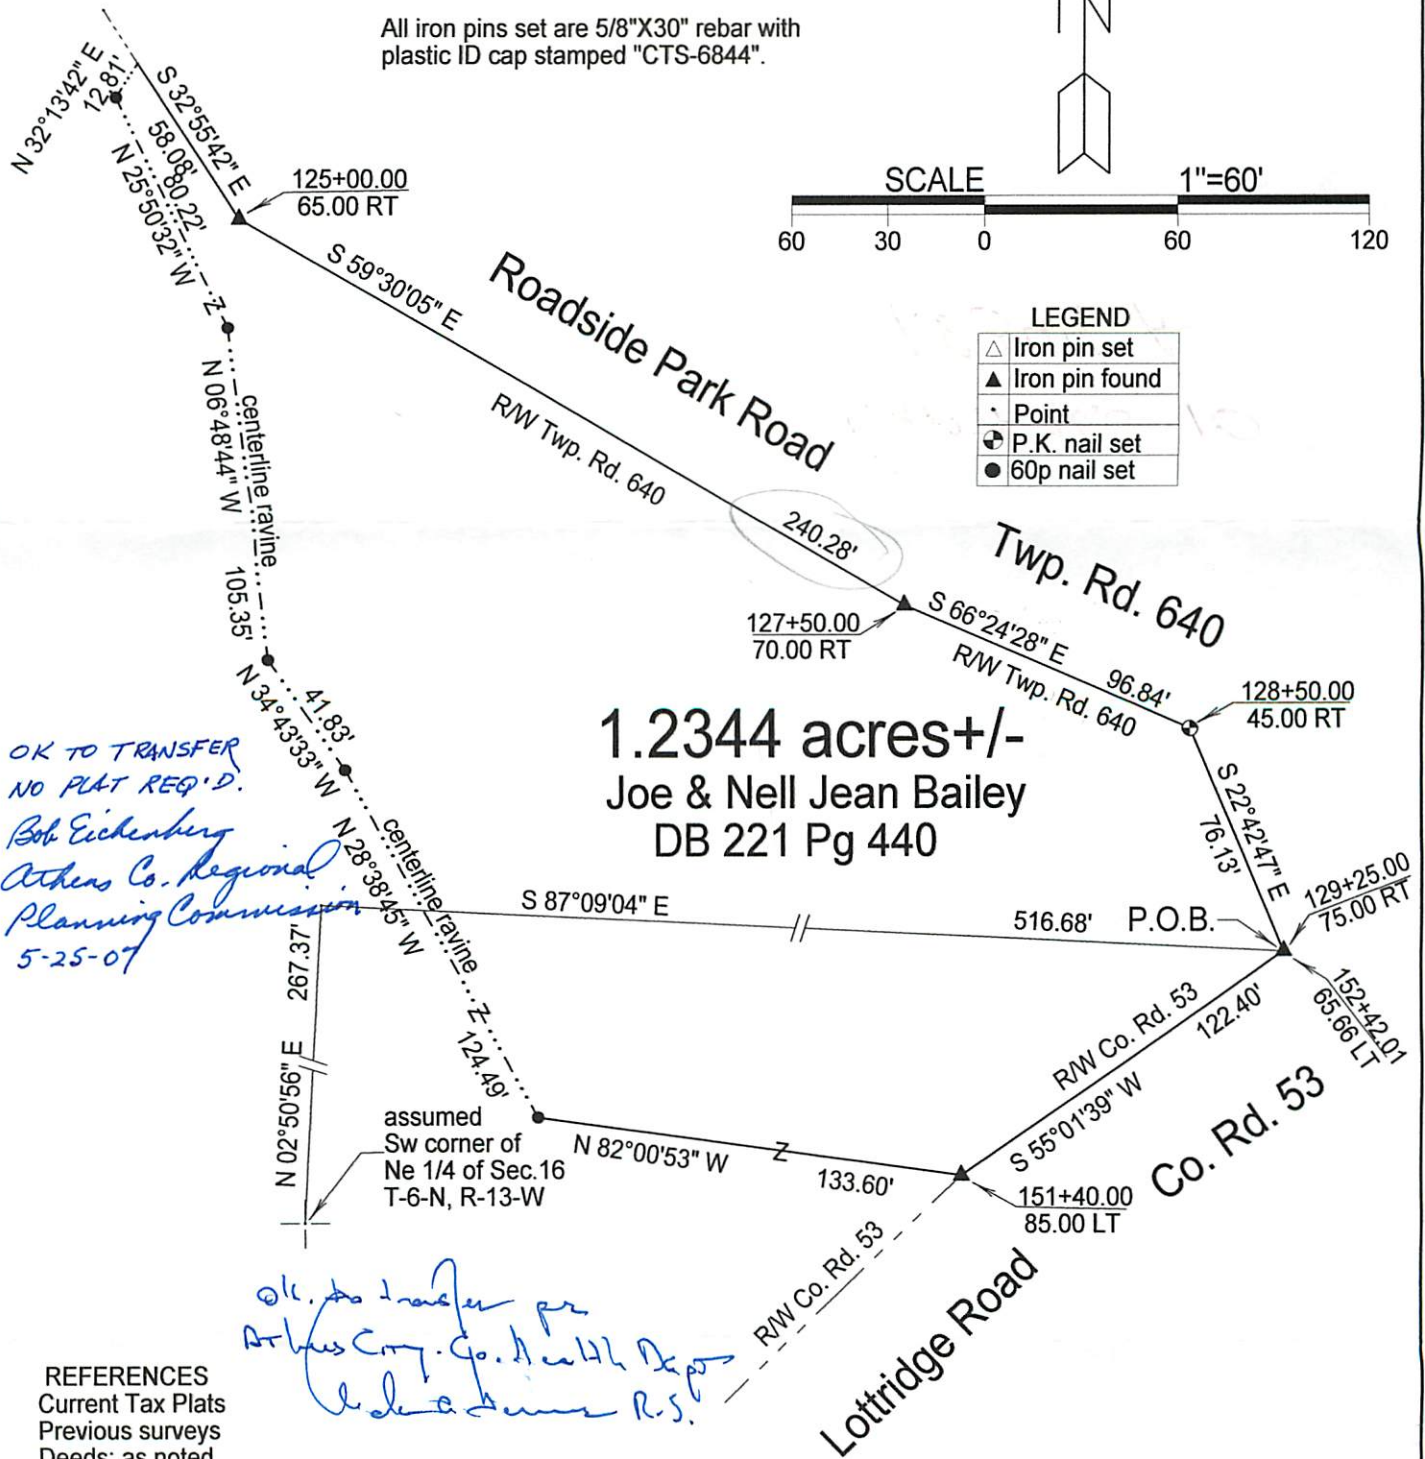 All iron pins set are 5/8"X30" rebar with
plastic ID cap stamped "CTS-6844".
N
SCALE 1"=60'
60 30 0 60 120
LEGEND
Iron pin set
Iron pin found
Point
P.K. nail set
60p nail set
N 32°13'42" E
12.81'
S 32°55'42" E
58.08'
80.22'
N 25°50'32" W
Z
125+00.00
65.00 RT
S 59°30'05" E
Roadside Park Road
R/W Twp. Rd. 640
240.28'
Twp. Rd. 640
127+50.00
70.00 RT
S 66°24'28" E
96.84'
R/W Twp. Rd. 640
128+50.00
45.00 RT
N 06°48'44" W
centerline ravine
105.35'
41.83'
N 34°43'33" W
1.2344 acres+/-
Joe & Nell Jean Bailey
DB 221 Pg 440
S 22°42'47" E
76.13'
129+25.00
75.00 RT
OK TO TRANSFER
NO PLAT REQ'D.
Bob Eichenberg
Athens Co. Regional
Planning Commission
5-25-07
N 28°38'45" W
centerline ravine
Z
124.49'
S 87°09'04" E
516.68'
P.O.B.
152+42.01
65.66 LT
267.37'
N 02°50'56" E
R/W Co. Rd. 53
122.40'
S 55°01'39" W
Co. Rd. 53
assumed
Sw corner of
Ne 1/4 of Sec.16
T-6-N, R-13-W
N 82°00'53" W
Z
133.60'
151+40.00
85.00 LT
R/W Co. Rd. 53
Lottridge Road
ok. to transfer per
Athens City. Co. Health Dept
R.S.
REFERENCES
Current Tax Plats
Previous surveys
Deeds: as noted